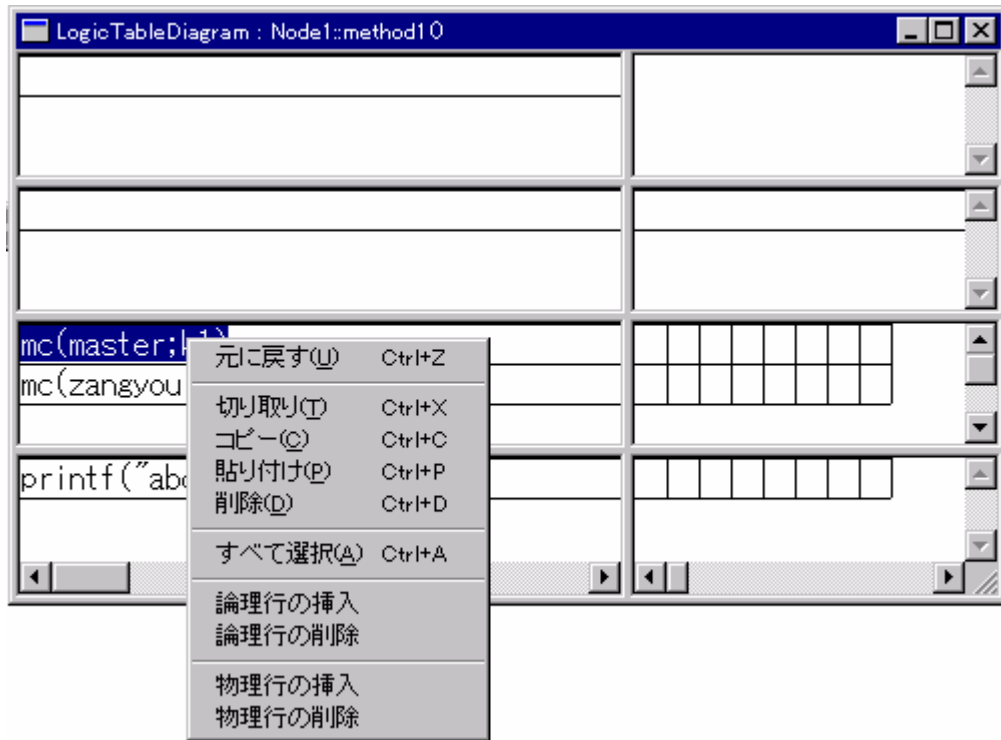 LogicTableDiagram : Node1::method1()
mc(master;k1)
mc(zangyou
printf("abc
元に戻す(U) Ctrl+Z
切り取り(T) Ctrl+X
コピー(C) Ctrl+C
貼り付け(P) Ctrl+P
削除(D) Ctrl+D
すべて選択(A) Ctrl+A
論理行の挿入
論理行の削除
物理行の挿入
物理行の削除